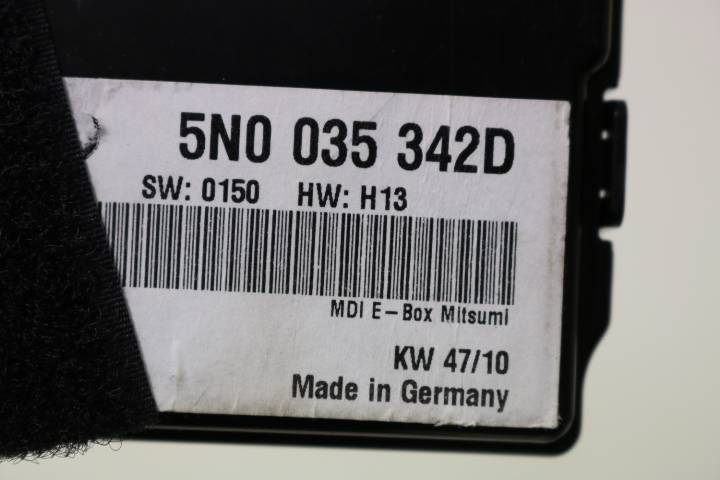 5N0 035 342D
SW: 0150 HW: H13
MDI E-Box Mitsumi
KW 47/10
Made in Germany